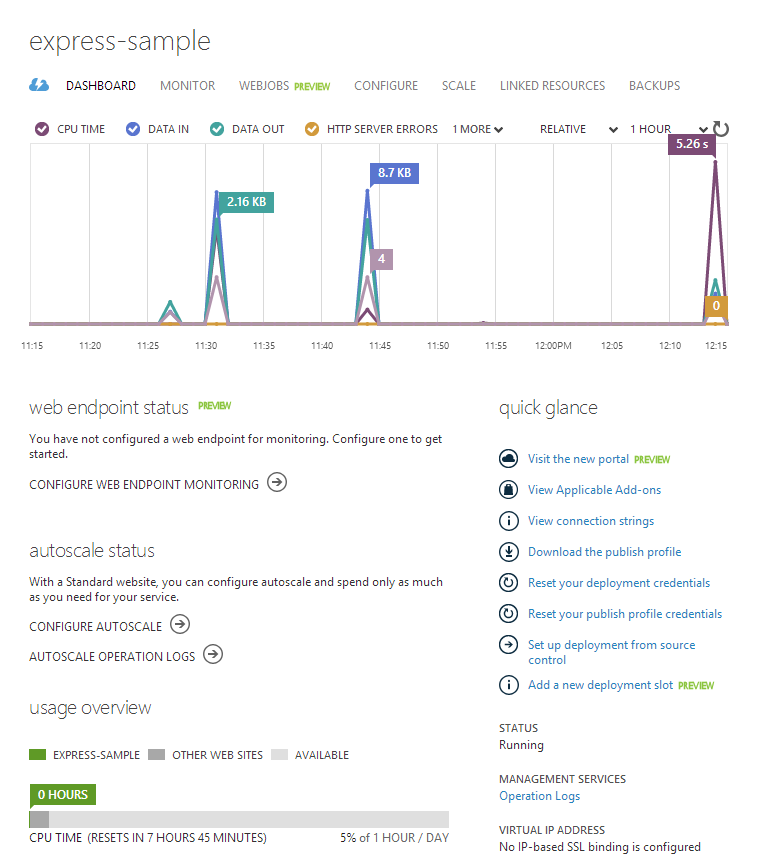 express-sample
DASHBOARD MONITOR WEBJOBS PREVIEW CONFIGURE SCALE LINKED RESOURCES BACKUPS
CPU TIME DATA IN DATA OUT HTTP SERVER ERRORS 1 MORE RELATIVE 1 HOUR
5.26 s
8.7 KB
2.16 KB
4
0
11:15 11:20 11:25 11:30 11:35 11:40 11:45 11:50 11:55 12:00PM 12:05 12:10 12:15
web endpoint status PREVIEW
You have not configured a web endpoint for monitoring. Configure one to get
started.
CONFIGURE WEB ENDPOINT MONITORING
autoscale status
With a Standard website, you can configure autoscale and spend only as much
as you need for your service.
CONFIGURE AUTOSCALE
AUTOSCALE OPERATION LOGS
usage overview
EXPRESS-SAMPLE OTHER WEB SITES AVAILABLE
0 HOURS
CPU TIME (RESETS IN 7 HOURS 45 MINUTES) 5% of 1 HOUR / DAY
quick glance
Visit the new portal PREVIEW
View Applicable Add-ons
View connection strings
Download the publish profile
Reset your deployment credentials
Reset your publish profile credentials
Set up deployment from source
control
Add a new deployment slot PREVIEW
STATUS
Running
MANAGEMENT SERVICES
Operation Logs
VIRTUAL IP ADDRESS
No IP-based SSL binding is configured